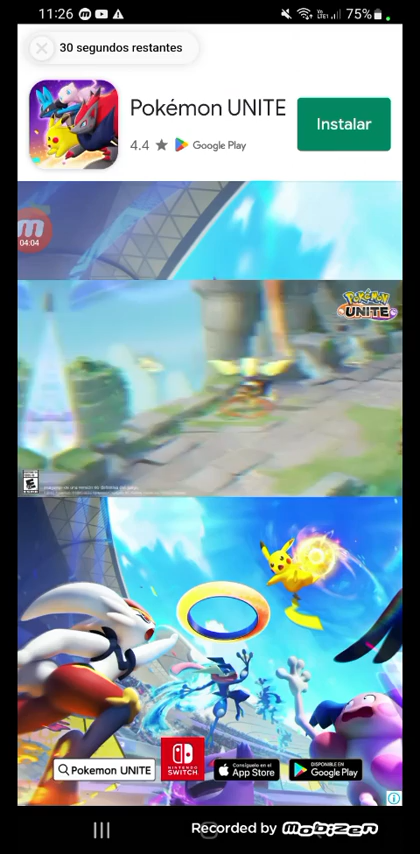 11:26
75%
30 segundos restantes
Pokémon UNITE
4.4 ★ Google Play
Instalar
04:04
POKÉMON
UNITE
E
Pokemon UNITE
NINTENDO
SWITCH
Consíguelo en el
App Store
DISPONIBLE EN
Google Play
Recorded by mobizen